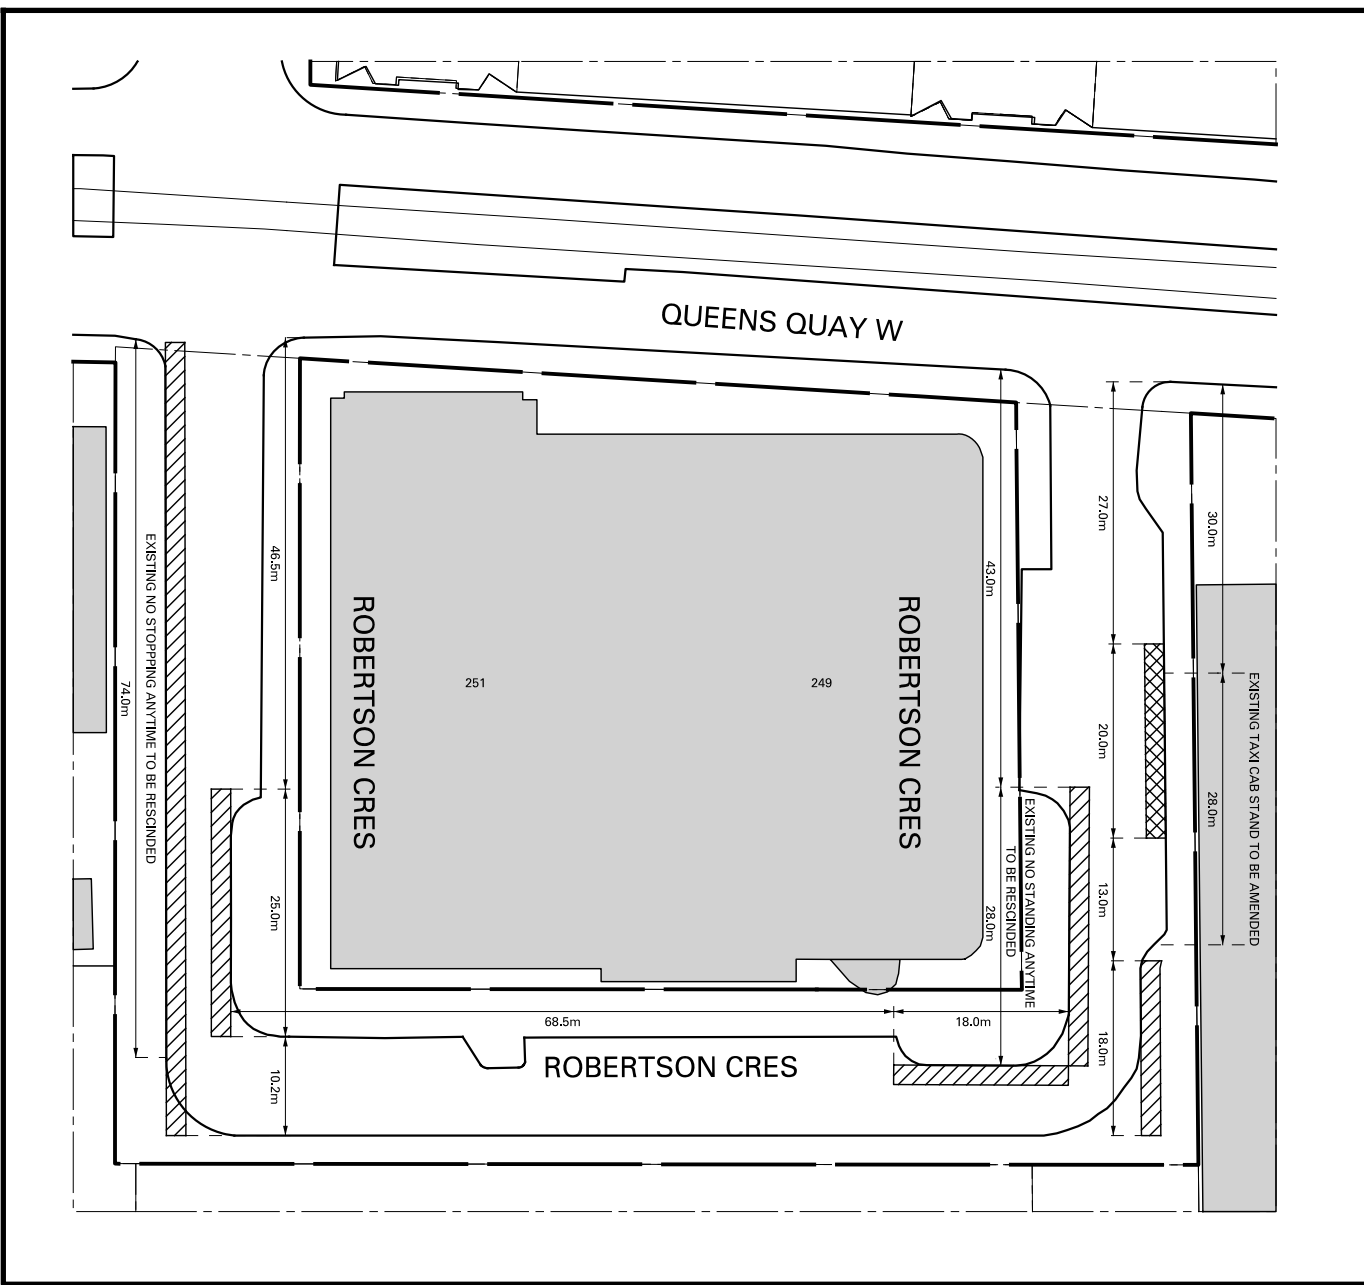 QUEENS QUAY W
27.0m
30.0m
46.5m
43.0m
EXISTING NO STOPPPING ANYTIME TO BE RESCINDED
74.0m
ROBERTSON CRES
251
249
ROBERTSON CRES
20.0m
28.0m
EXISTING TAXI CAB STAND TO BE AMENDED
25.0m
28.0m
EXISTING NO STANDING ANYTIME
TO BE RESCINDED
13.0m
68.5m
18.0m
18.0m
ROBERTSON CRES
10.2m